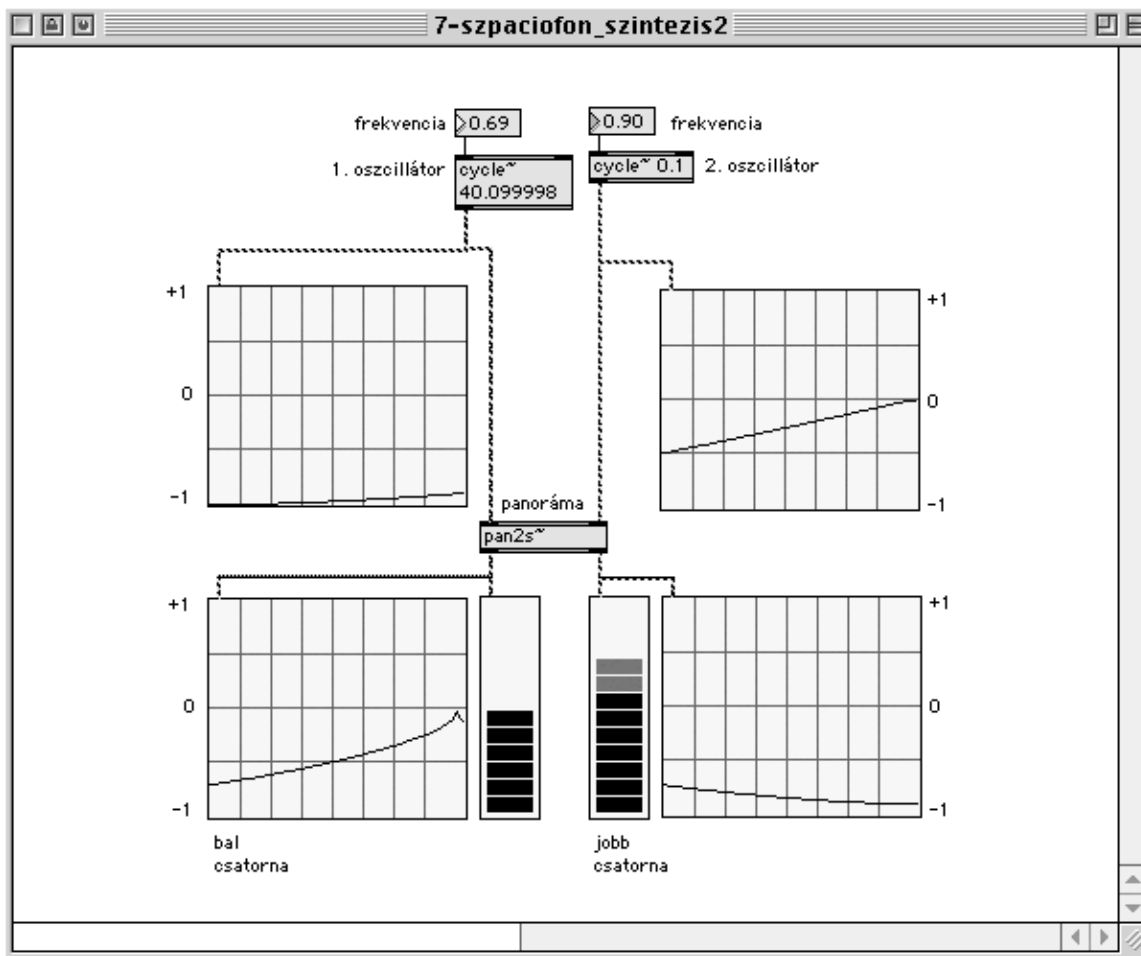 7-szpaciofon_szintezis2
frekvencia 0.69 0.90 frekvencia
1. oszcillátor cycle~ 40.099998 cycle~ 0.1 2. oszcillátor
+1 +1
0 0
-1 -1
panoráma
pan2s~
+1 +1
0 0
-1 -1
bal csatorna
jobb csatorna